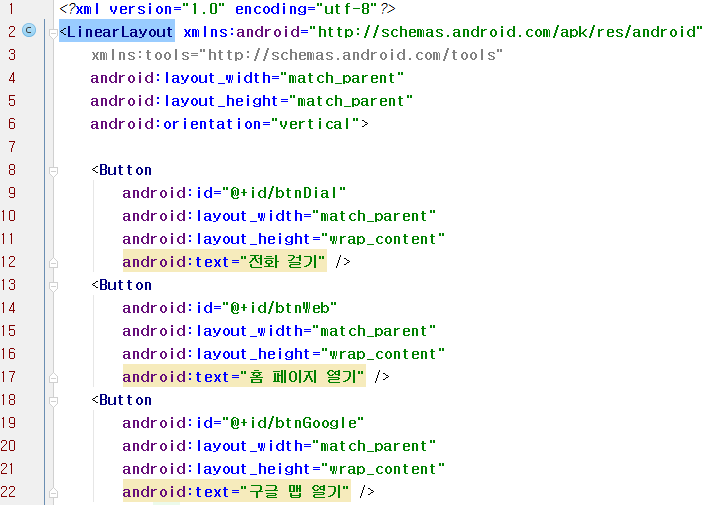 1 <?xml version="1.0" encoding="utf-8"?>
2 <LinearLayout xmlns:android="http://schemas.android.com/apk/res/android"
3 xmlns:tools="http://schemas.android.com/tools"
4 android:layout_width="match_parent"
5 android:layout_height="match_parent"
6 android:orientation="vertical">
7
8 <Button
9 android:id="@+id/btnDial"
10 android:layout_width="match_parent"
11 android:layout_height="wrap_content"
12 android:text="전화 걸기" />
13 <Button
14 android:id="@+id/btnWeb"
15 android:layout_width="match_parent"
16 android:layout_height="wrap_content"
17 android:text="홈 페이지 열기" />
18 <Button
19 android:id="@+id/btnGoogle"
20 android:layout_width="match_parent"
21 android:layout_height="wrap_content"
22 android:text="구글 맵 열기" />